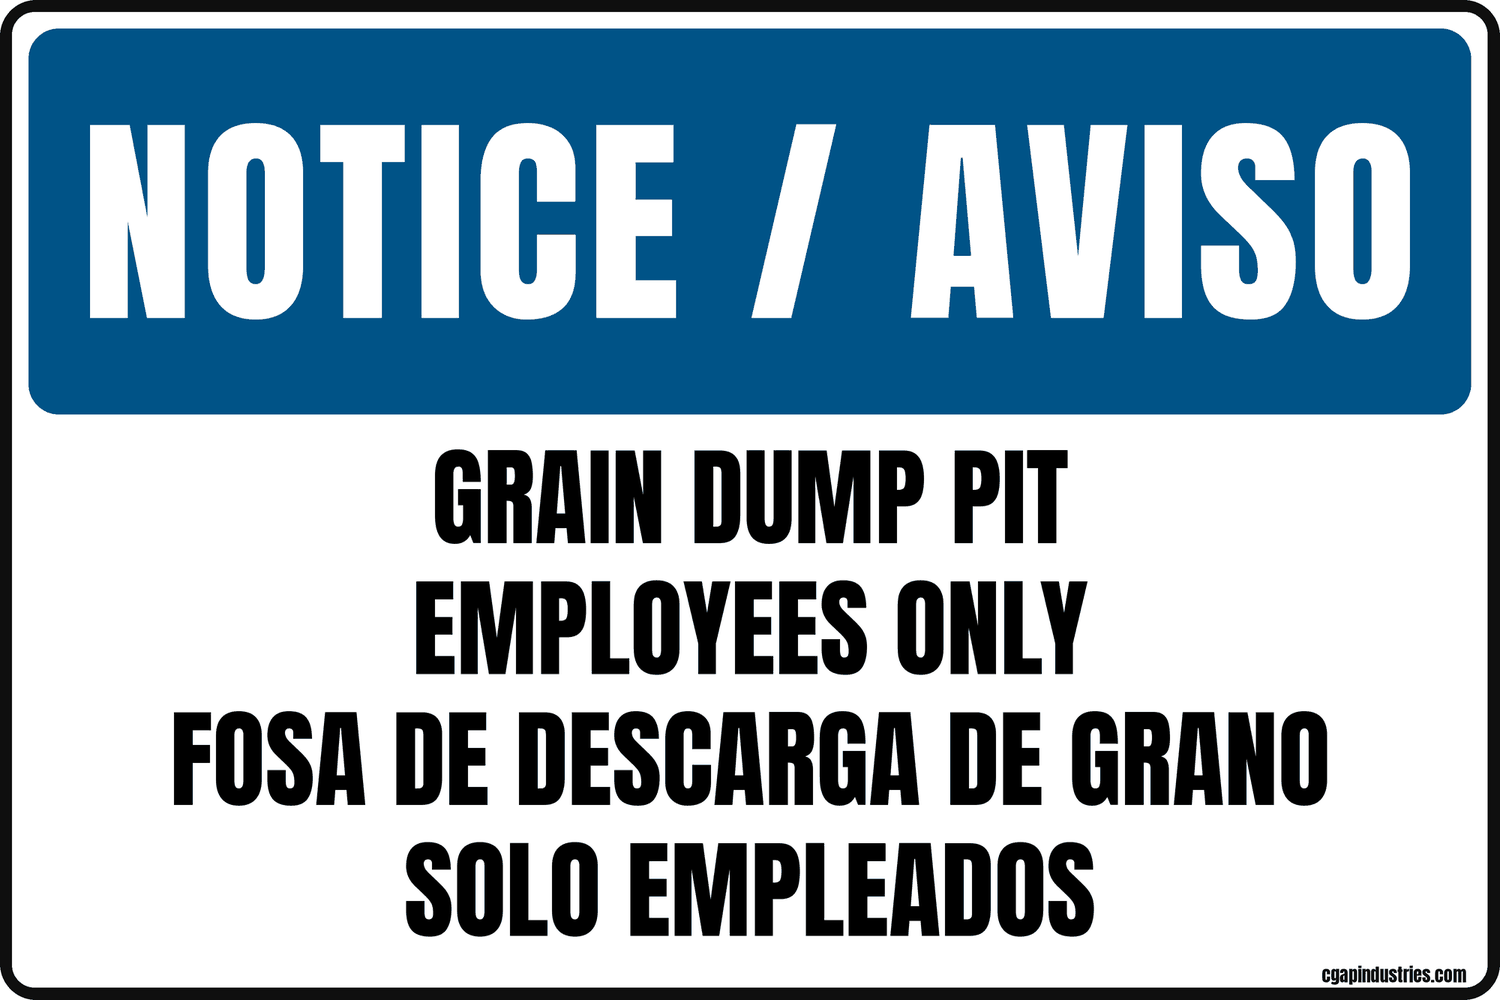 NOTICE / AVISO
GRAIN DUMP PIT
EMPLOYEES ONLY
FOSA DE DESCARGA DE GRANO
SOLO EMPLEADOS
cgapindustries.com